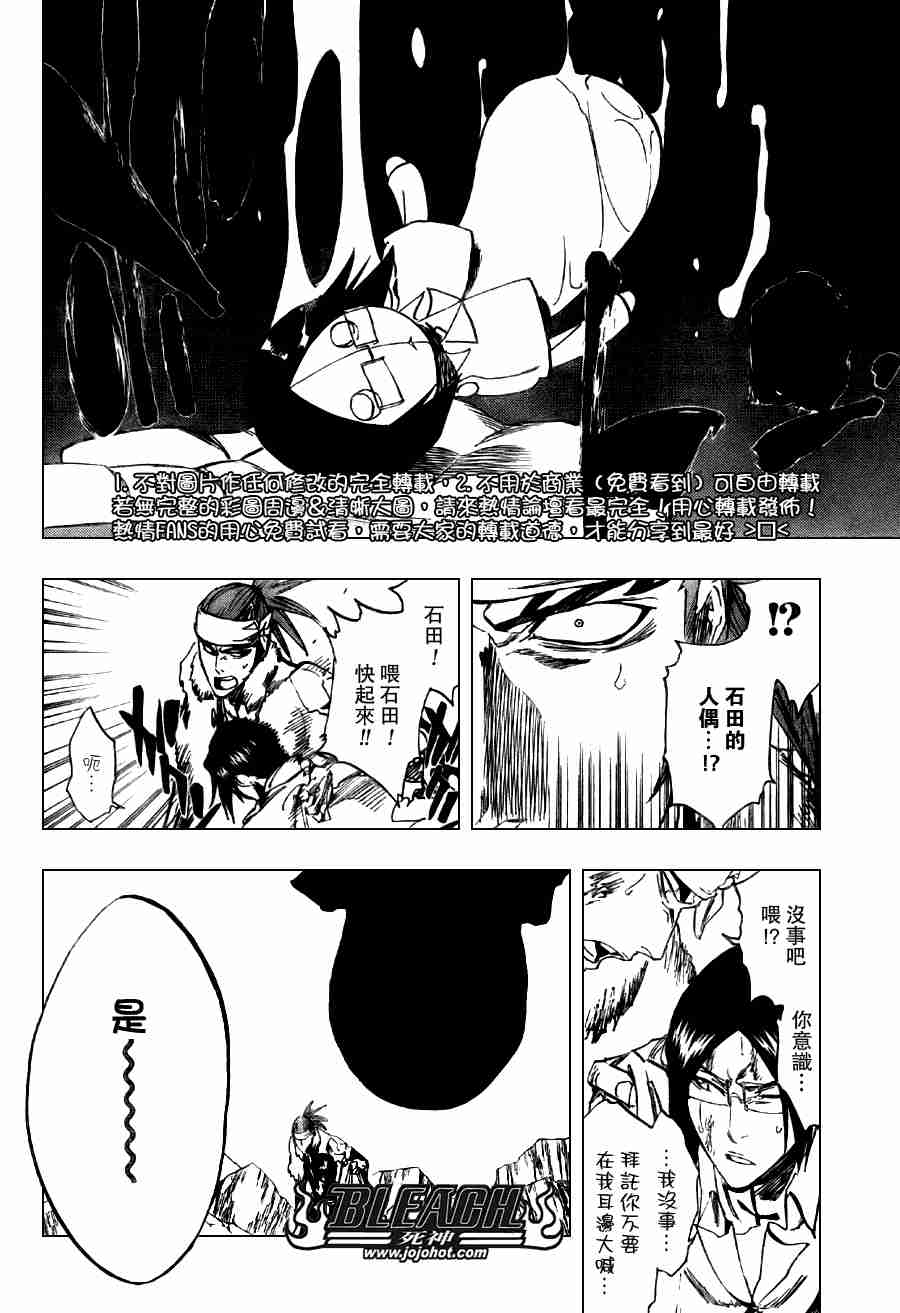 1. 不對圖片作任何修改的完全轉載，2. 不用於商業（免費看到）可自由轉載
若無完整的彩圖周邊&清晰大圖，請來熱情論壇看最完全！用心轉載發佈！
熱情FANS的用心免費試看，需要大家的轉載道德，才能分享到最好 >□<
!?
石田的
人偶…!?
石田！
喂石田！
快起來!!
呃…
沒事吧
喂!?
你意識…
…我沒事…
拜託你不要
在我耳邊大喊…
是～～～
BLEACH
死神
www.jojohot.com